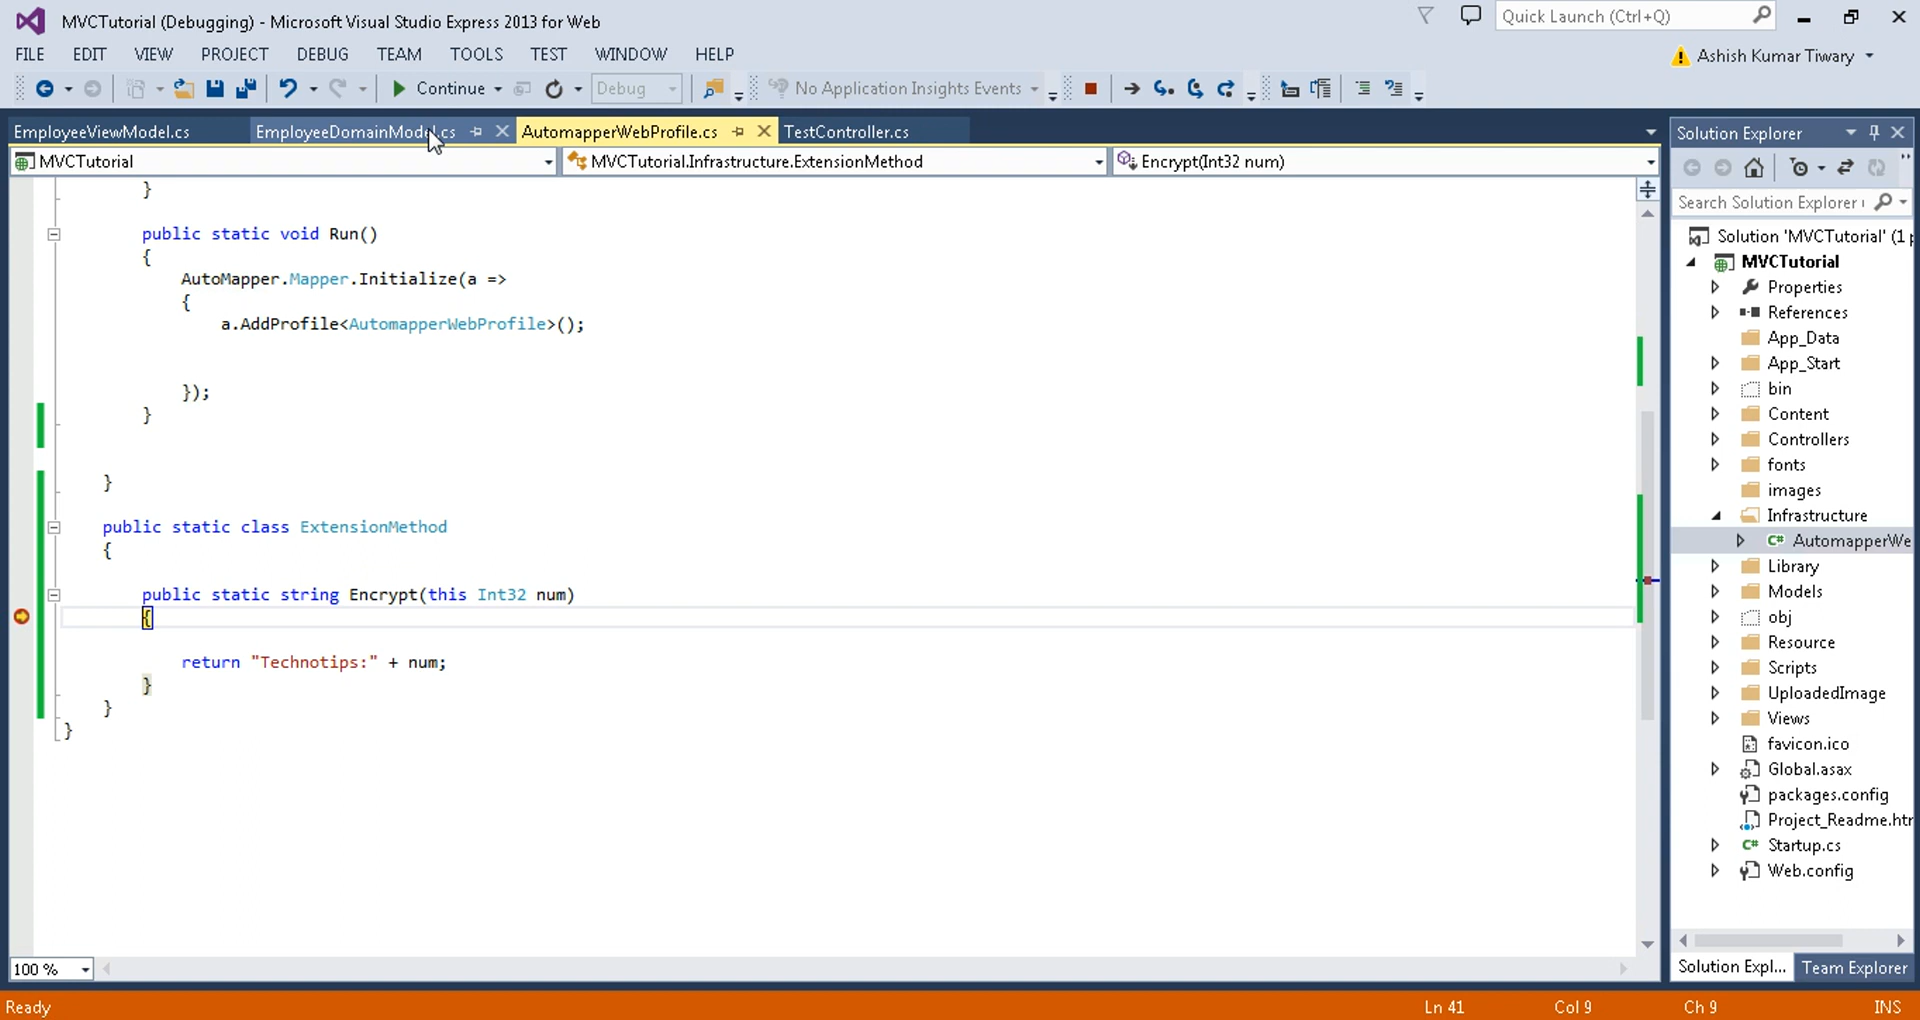 MVCTutorial (Debugging) - Microsoft Visual Studio Express 2013 for Web
Quick Launch (Ctrl+Q)
FILE EDIT VIEW PROJECT DEBUG TEAM TOOLS TEST WINDOW HELP
Ashish Kumar Tiwary
Continue Debug No Application Insights Events
EmployeeViewModel.cs EmployeeDomainModel.cs AutomapperWebProfile.cs TestController.cs
MVCTutorial MVCTutorial.Infrastructure.ExtensionMethod Encrypt(Int32 num)
}
public static void Run()
{
AutoMapper.Mapper.Initialize(a =>
{
a.AddProfile<AutomapperWebProfile>();
});
}
}
public static class ExtensionMethod
{
public static string Encrypt(this Int32 num)
{
return "Technotips:" + num;
}
}
}
100 %
Solution Explorer
Search Solution Explorer
Solution 'MVCTutorial' (1 p
MVCTutorial
Properties
References
App_Data
App_Start
bin
Content
Controllers
fonts
images
Infrastructure
C# AutomapperWe
Library
Models
obj
Resource
Scripts
UploadedImage
Views
favicon.ico
Global.asax
packages.config
Project_Readme.htr
C# Startup.cs
Web.config
Solution Expl... Team Explorer
Ready Ln 41 Col 9 Ch 9 INS